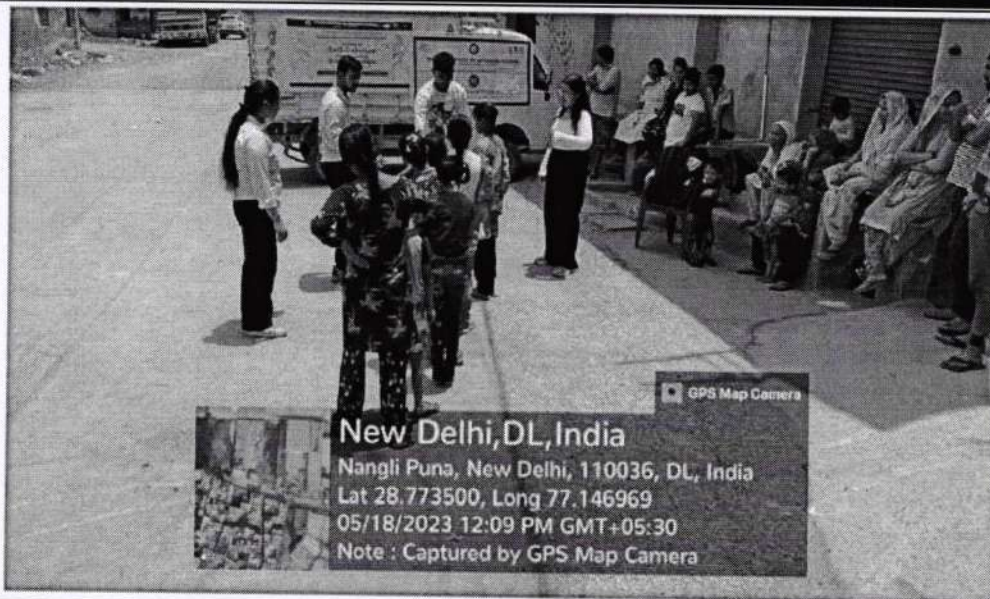 GPS Map Camera
New Delhi,DL,India
Nangli Puna, New Delhi, 110036, DL, India
Lat 28.773500, Long 77.146969
05/18/2023 12:09 PM GMT+05:30
Note : Captured by GPS Map Camera